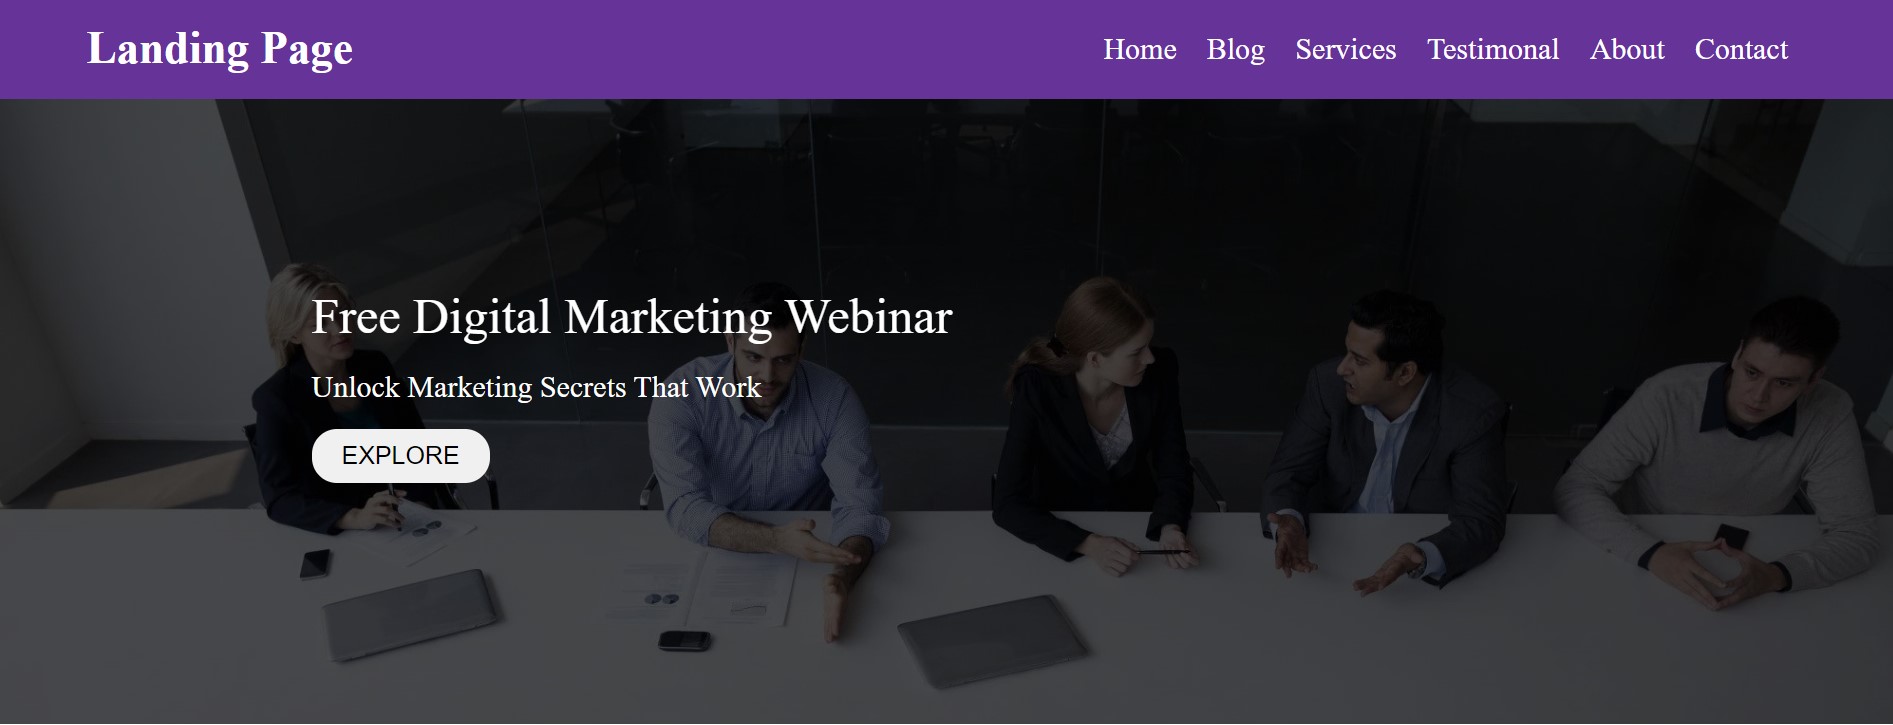 Landing Page
Home Blog Services Testimonal About Contact
Free Digital Marketing Webinar
Unlock Marketing Secrets That Work
EXPLORE